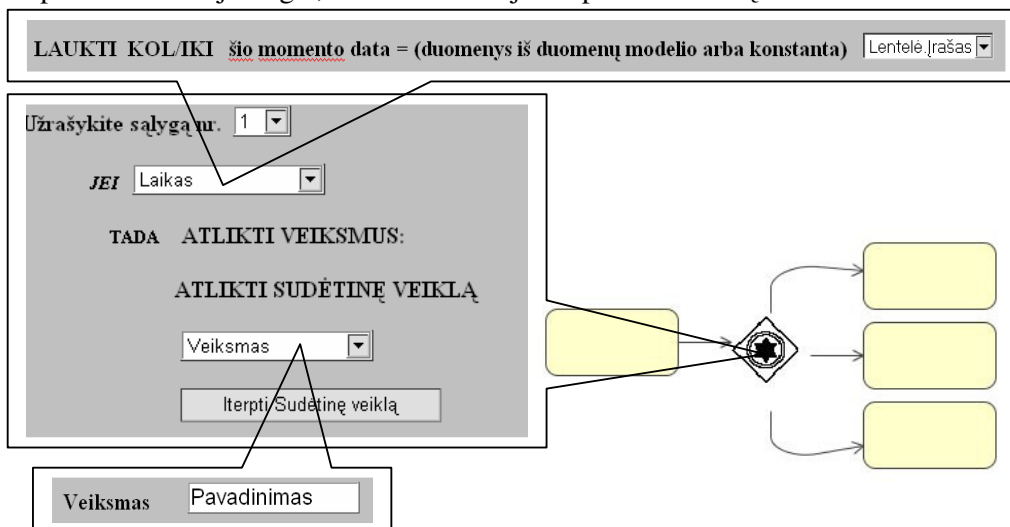 LAUKTI KOL/IKI šio momento data = (duomenys iš duomenų modelio arba konstanta) Lentelė.Įrašas
Užrašykite sąlygą nr. 1
JEI Laikas
TADA ATLIKTI VEIKSMUS:
ATLIKTI SUDĖTINĘ VEIKLĄ
Veiksmas
Iterpti Sudėtinę veiklą
Veiksmas Pavadinimas